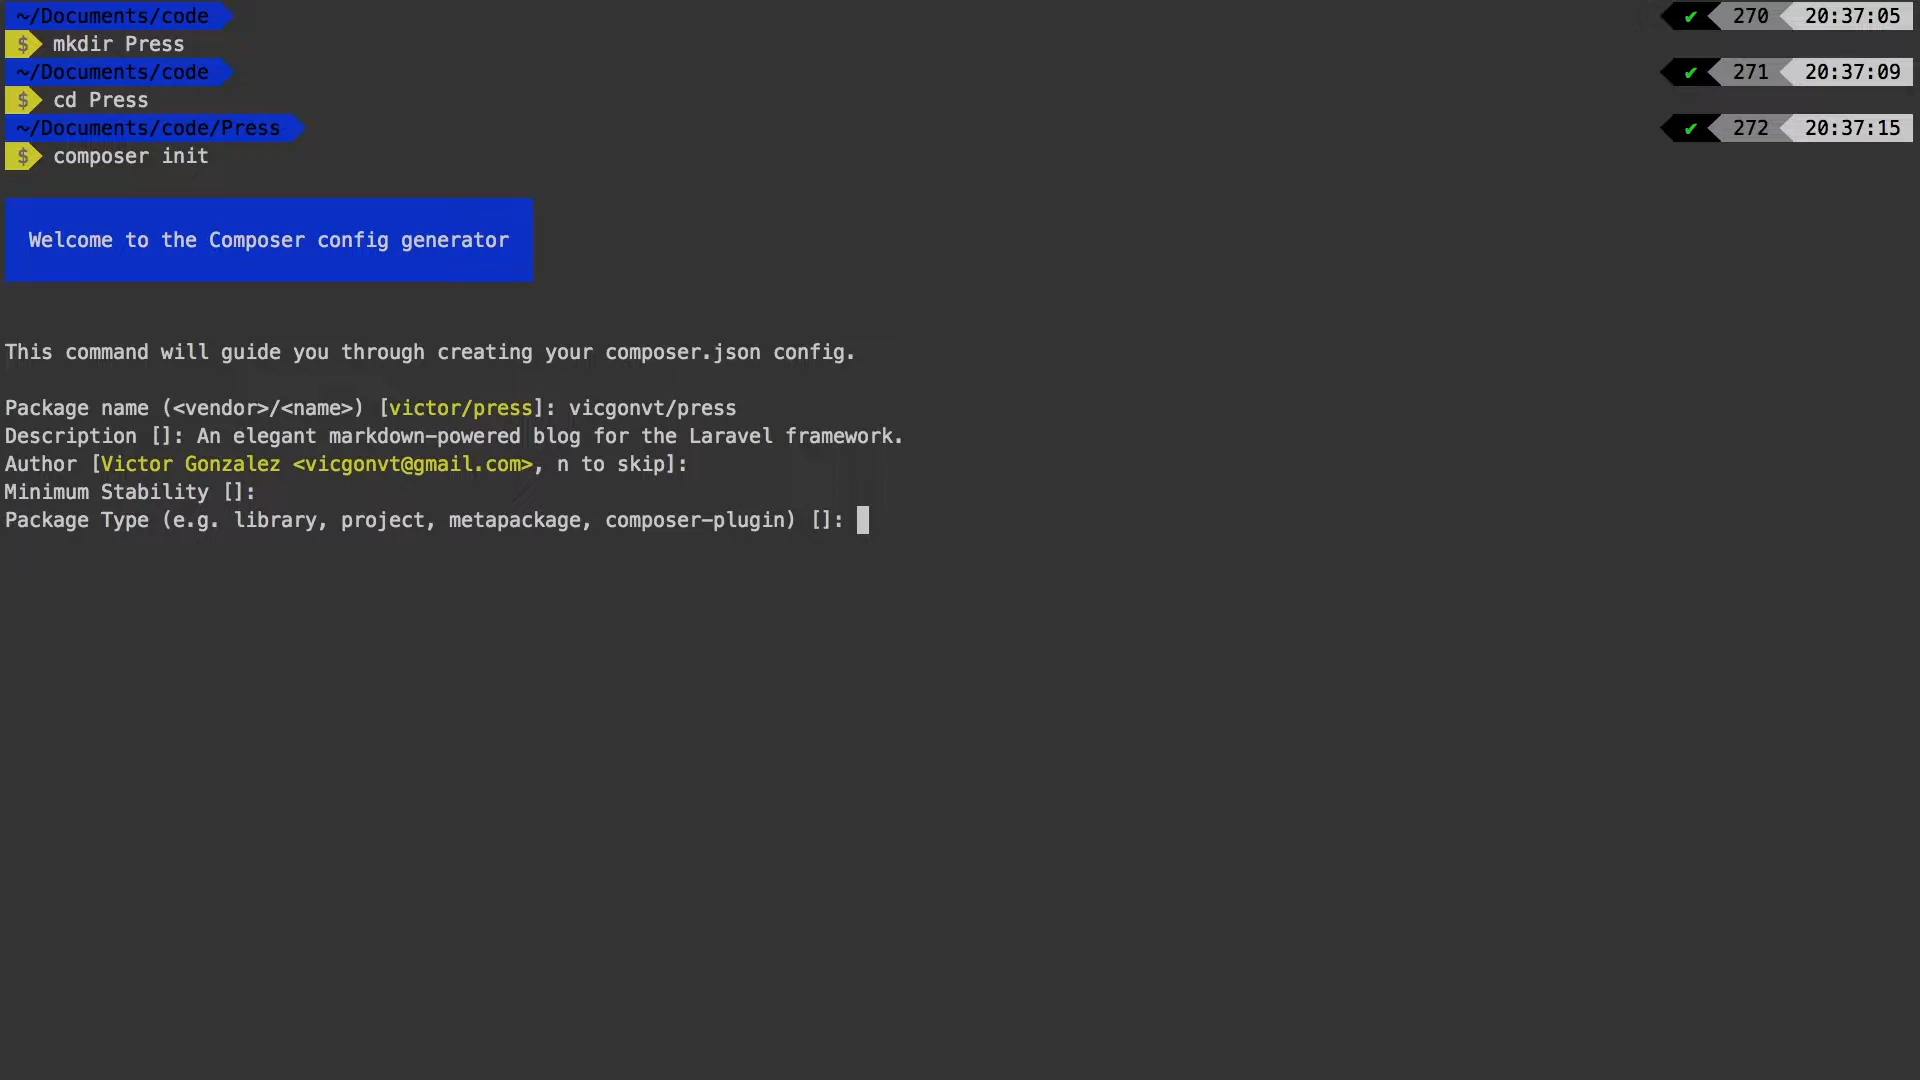 ~/Documents/code ✔ 270 20:37:05
$ mkdir Press
~/Documents/code ✔ 271 20:37:09
$ cd Press
~/Documents/code/Press ✔ 272 20:37:15
$ composer init
Welcome to the Composer config generator
This command will guide you through creating your composer.json config.
Package name (<vendor>/<name>) [victor/press]: vicgonvt/press
Description []: An elegant markdown-powered blog for the Laravel framework.
Author [Victor Gonzalez <vicgonvt@gmail.com>, n to skip]:
Minimum Stability []:
Package Type (e.g. library, project, metapackage, composer-plugin) []: